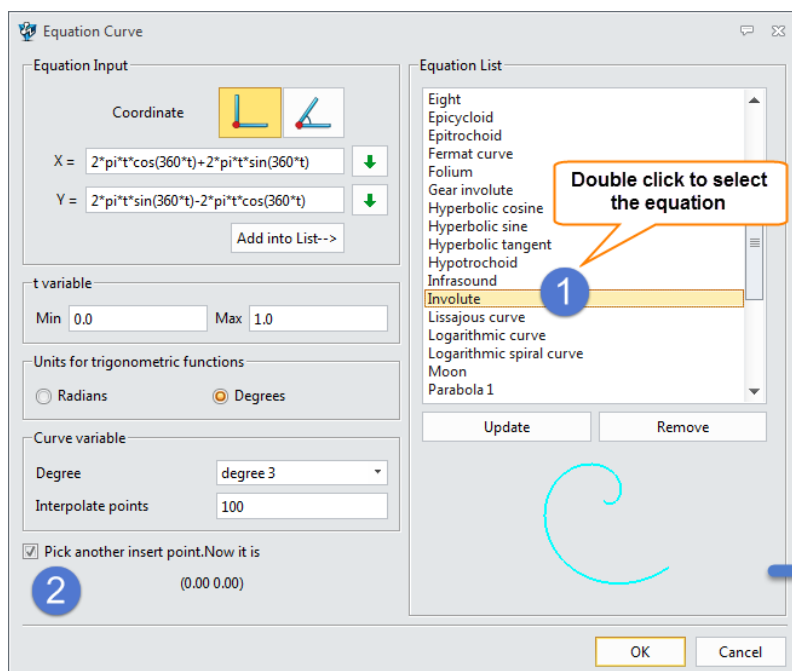 Equation Curve
Equation Input
Coordinate
X = 2*pi*t*cos(360*t)+2*pi*t*sin(360*t)
Y = 2*pi*t*sin(360*t)-2*pi*t*cos(360*t)
Add into List-->
t variable
Min 0.0 Max 1.0
Units for trigonometric functions
Radians Degrees
Curve variable
Degree degree 3
Interpolate points 100
Pick another insert point.Now it is
2
(0.00 0.00)
Equation List
Eight
Epicycloid
Epitrochoid
Fermat curve
Folium
Gear involute
Hyperbolic cosine
Hyperbolic sine
Hyperbolic tangent
Hypotrochoid
Infrasound
Involute
Lissajous curve
Logarithmic curve
Logarithmic spiral curve
Moon
Parabola 1
Double click to select
the equation
1
Update Remove
OK Cancel